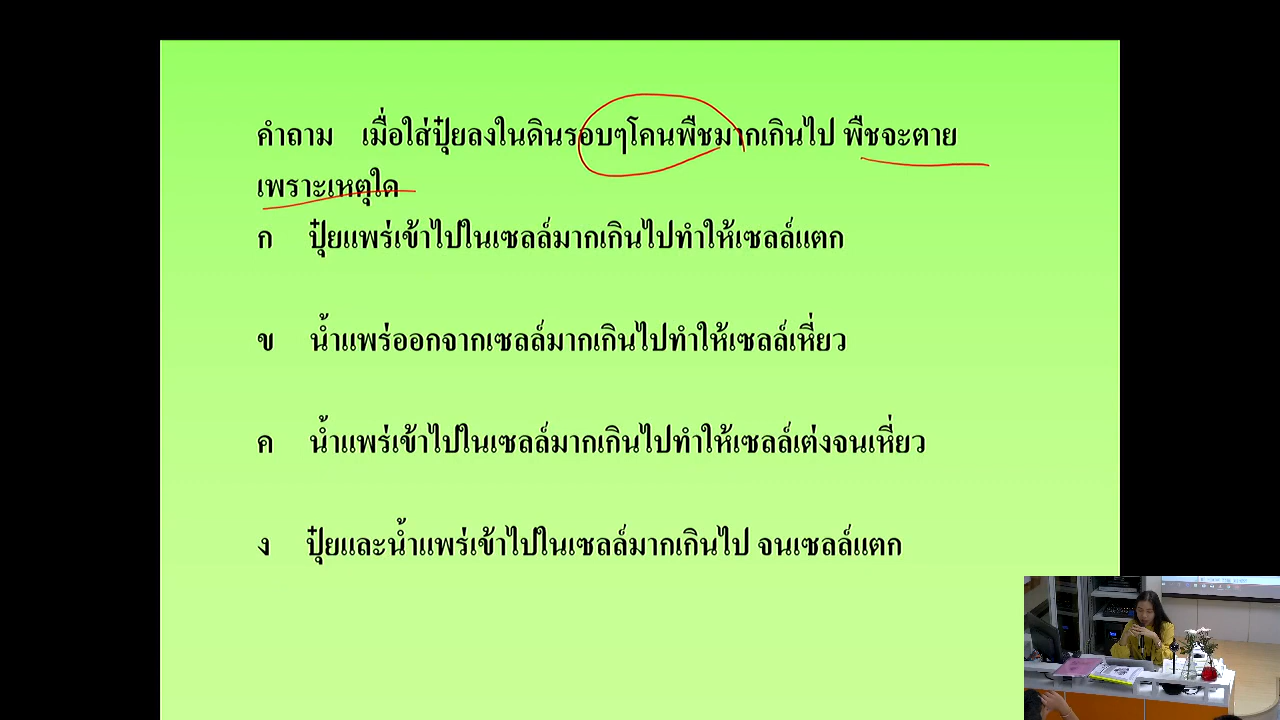 คำถาม เมื่อใส่ปุ๋ยลงในดินรอบๆโคนพืชมากเกินไป พืชจะตาย
เพราะเหตุใด
ก ปุ๋ยแพร่เข้าไปในเซลล์มากเกินไปทำให้เซลล์แตก
ข น้ำแพร่ออกจากเซลล์มากเกินไปทำให้เซลล์เหี่ยว
ค น้ำแพร่เข้าไปในเซลล์มากเกินไปทำให้เซลล์เต่งจนเหี่ยว
ง ปุ๋ยและน้ำแพร่เข้าไปในเซลล์มากเกินไป จนเซลล์แตก